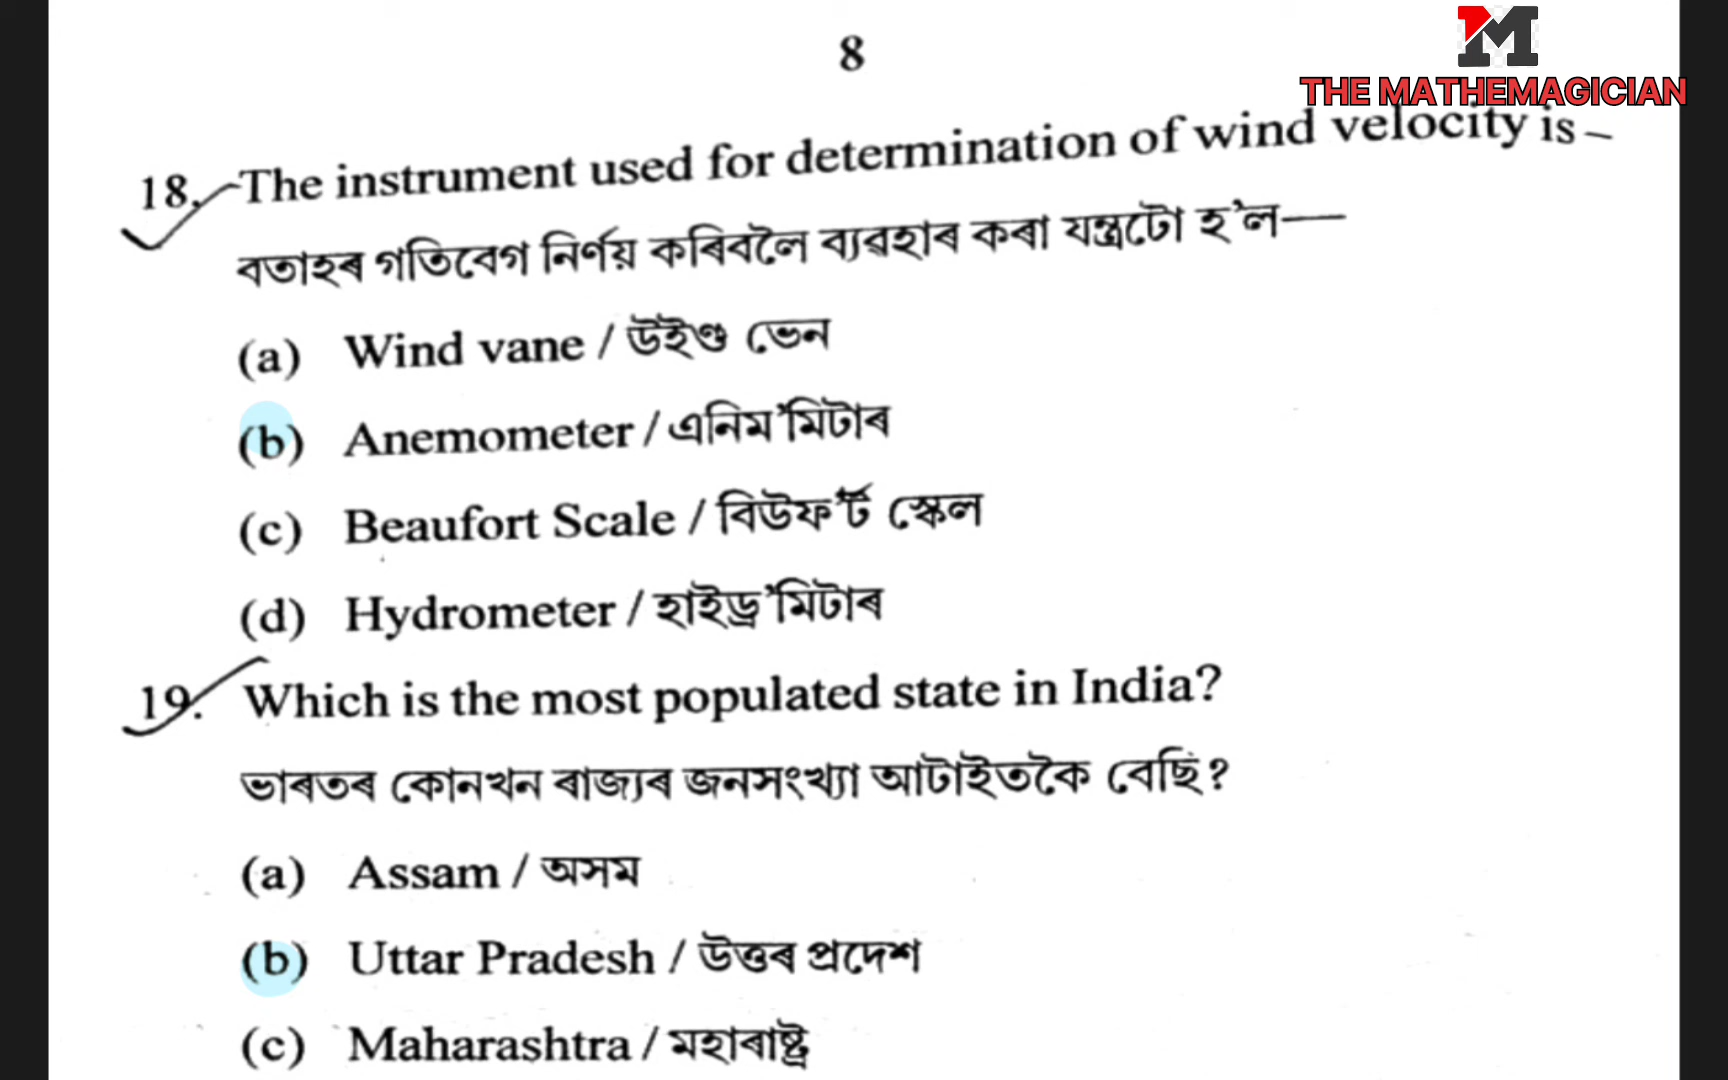 8
THE MATHEMAGICIAN
18. The instrument used for determination of wind velocity is –
বতাহৰ গতিবেগ নিৰ্ণয় কৰিবলৈ ব্যৱহাৰ কৰা যন্ত্ৰটো হ'ল—
(a) Wind vane / উইণ্ড ভেন
(b) Anemometer / এনিম'মিটাৰ
(c) Beaufort Scale / বিউফ'ৰ্ট স্কেল
(d) Hydrometer / হাইড্ৰ'মিটাৰ
19. Which is the most populated state in India?
ভাৰতৰ কোনখন ৰাজ্যৰ জনসংখ্যা আটাইতকৈ বেছি?
(a) Assam / অসম
(b) Uttar Pradesh / উত্তৰ প্ৰদেশ
(c) Maharashtra / মহাৰাষ্ট্ৰ